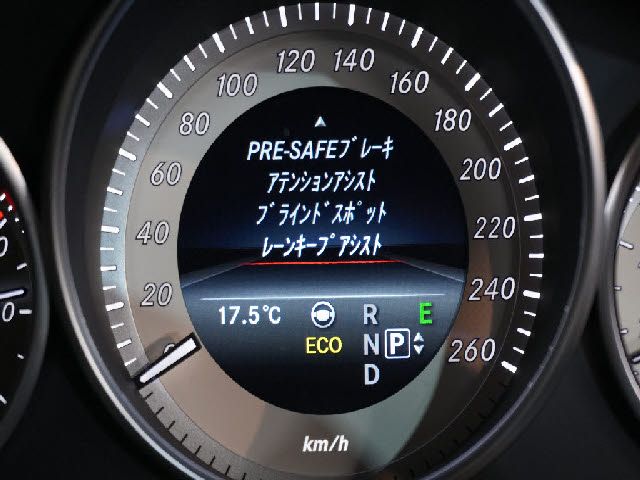 120 140
100 160
80 180
60 200
40 220
20 240
0 260
PRE-SAFEブレーキ
アテンションアシスト
ブラインドスポット
レーンキープアシスト
17.5℃ R E
ECO N P
D
km/h